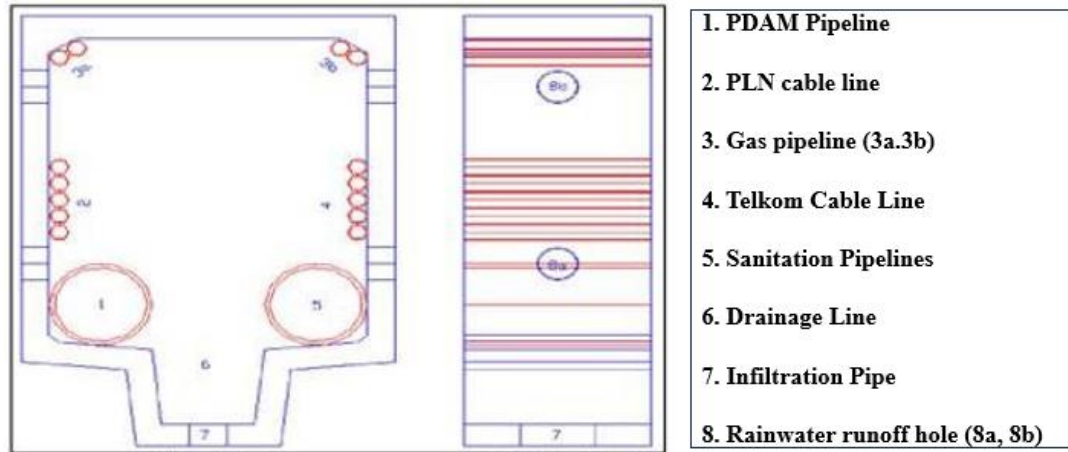 3a
3b
2
4
1
5
6
7
8b
8a
7
1. PDAM Pipeline
2. PLN cable line
3. Gas pipeline (3a.3b)
4. Telkom Cable Line
5. Sanitation Pipelines
6. Drainage Line
7. Infiltration Pipe
8. Rainwater runoff hole (8a, 8b)